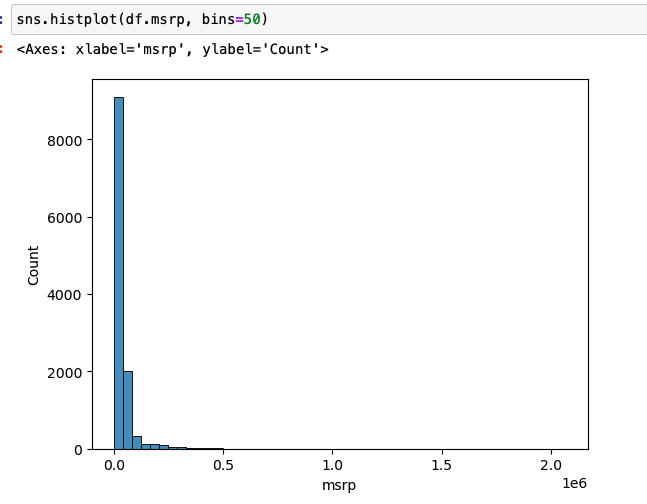 sns.histplot(df.msrp, bins=50)
<Axes: xlabel='msrp', ylabel='Count'>
8000
6000
Count
4000
2000
0
0.0 0.5 1.0 1.5 2.0
msrp
1e6